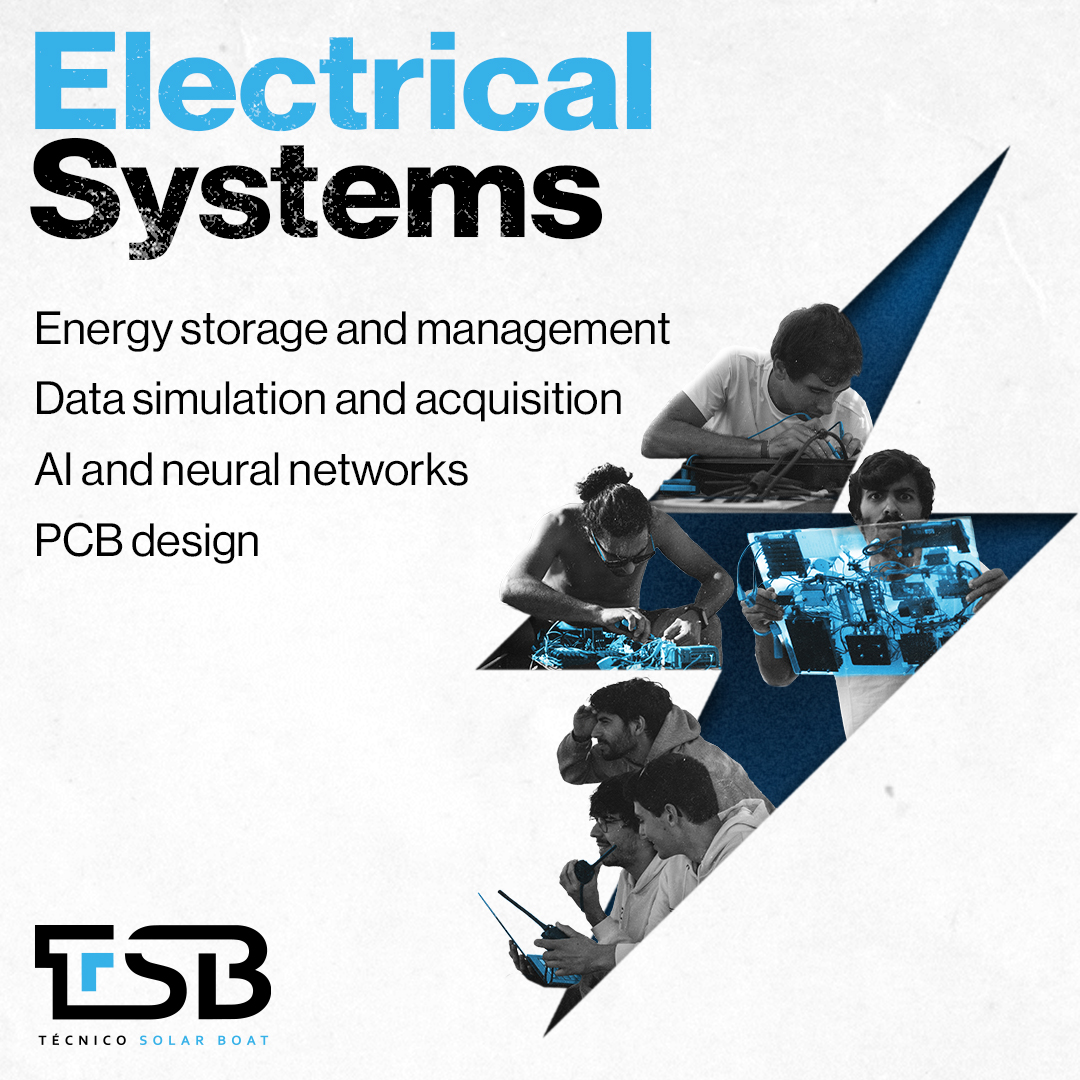 Electrical
Systems
Energy storage and management
Data simulation and acquisition
AI and neural networks
PCB design
TSB
TÉCNICO SOLAR BOAT